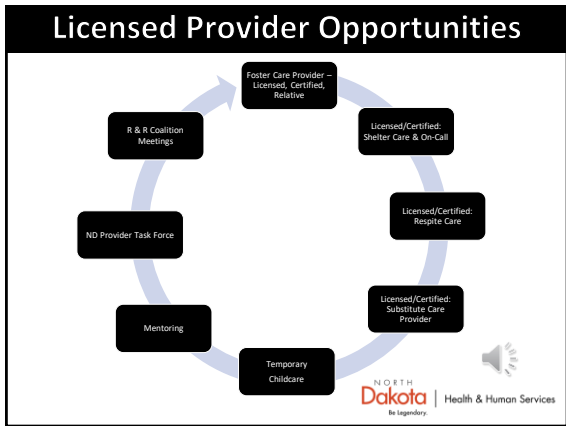 Licensed Provider Opportunities
Foster Care Provider –
Licensed, Certified,
Relative
Licensed/Certified:
Shelter Care & On-Call
Licensed/Certified:
Respite Care
Licensed/Certified:
Substitute Care
Provider
Temporary
Childcare
Mentoring
ND Provider Task Force
R & R Coalition
Meetings
NORTH
Dakota
Be Legendary.
Health & Human Services